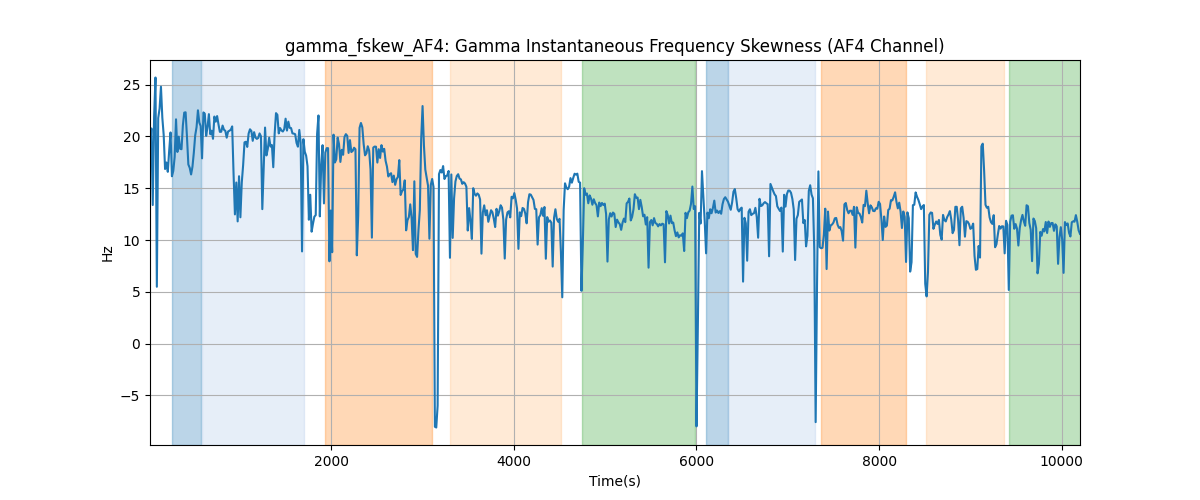 gamma_fskew_AF4: Gamma Instantaneous Frequency Skewness (AF4 Channel)
25
20
15
10
5
0
−5
Hz
2000 4000 6000 8000 10000
Time(s)